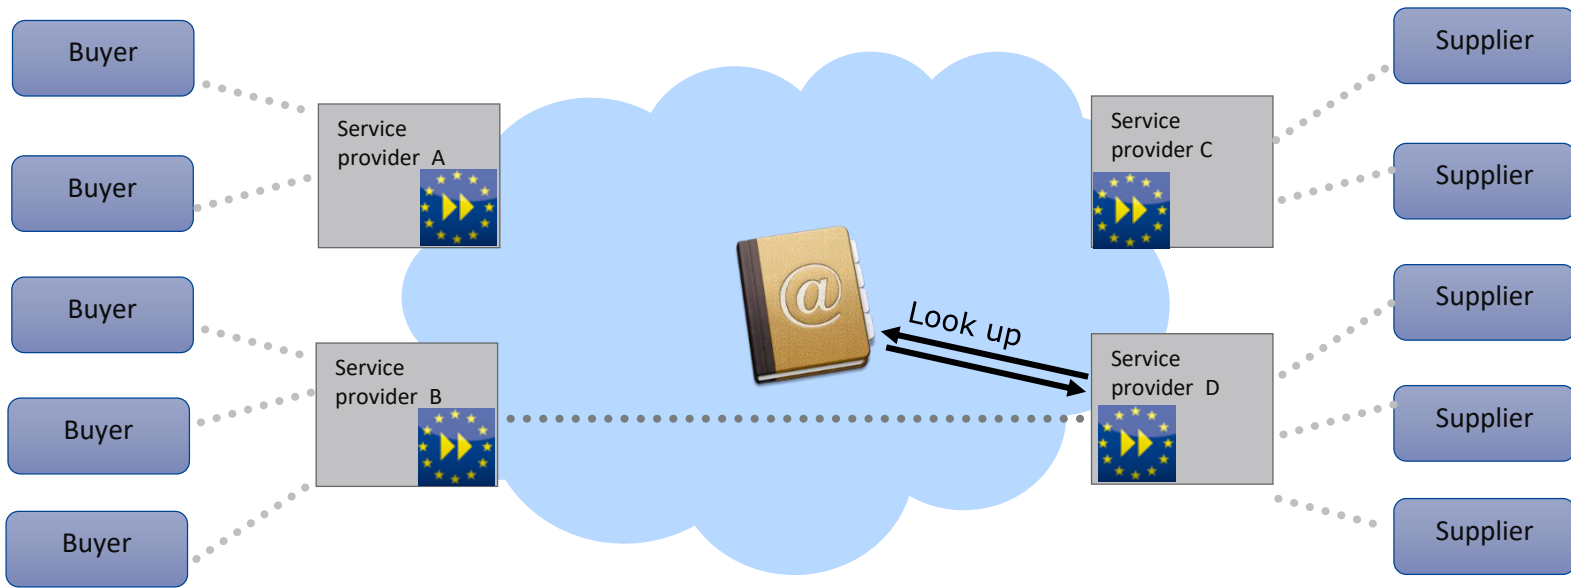 Buyer
Buyer
Buyer
Buyer
Buyer
Service
provider  A
Service
provider  B
@
Look up
Service
provider C
Service
provider  D
Supplier
Supplier
Supplier
Supplier
Supplier